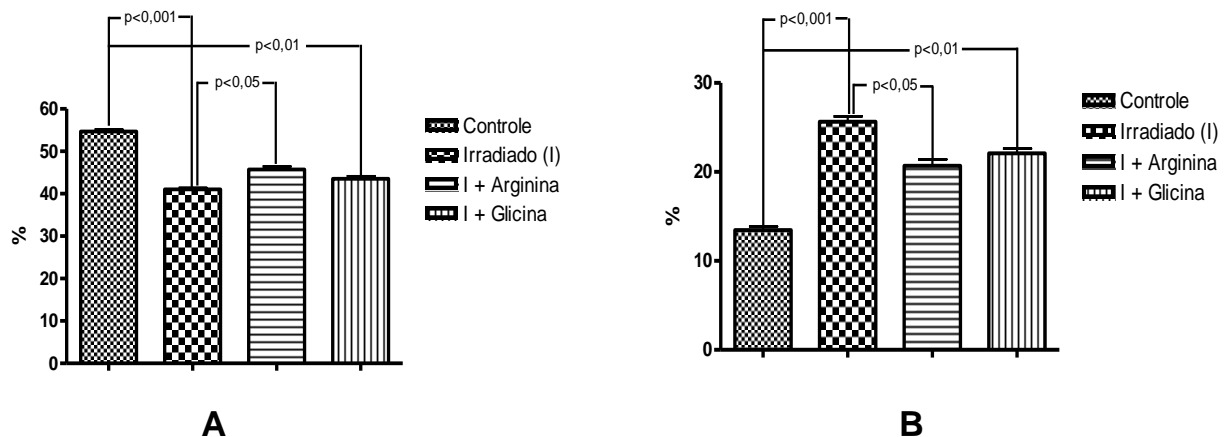 p<0,001
p<0,01
p<0,05
60
50
40
30
20
10
0
%
Controle
Irradiado (I)
I + Arginina
I + Glicina
A
p<0,001
p<0,01
p<0,05
30
20
10
0
%
Controle
Irradiado (I)
I + Arginina
I + Glicina
B